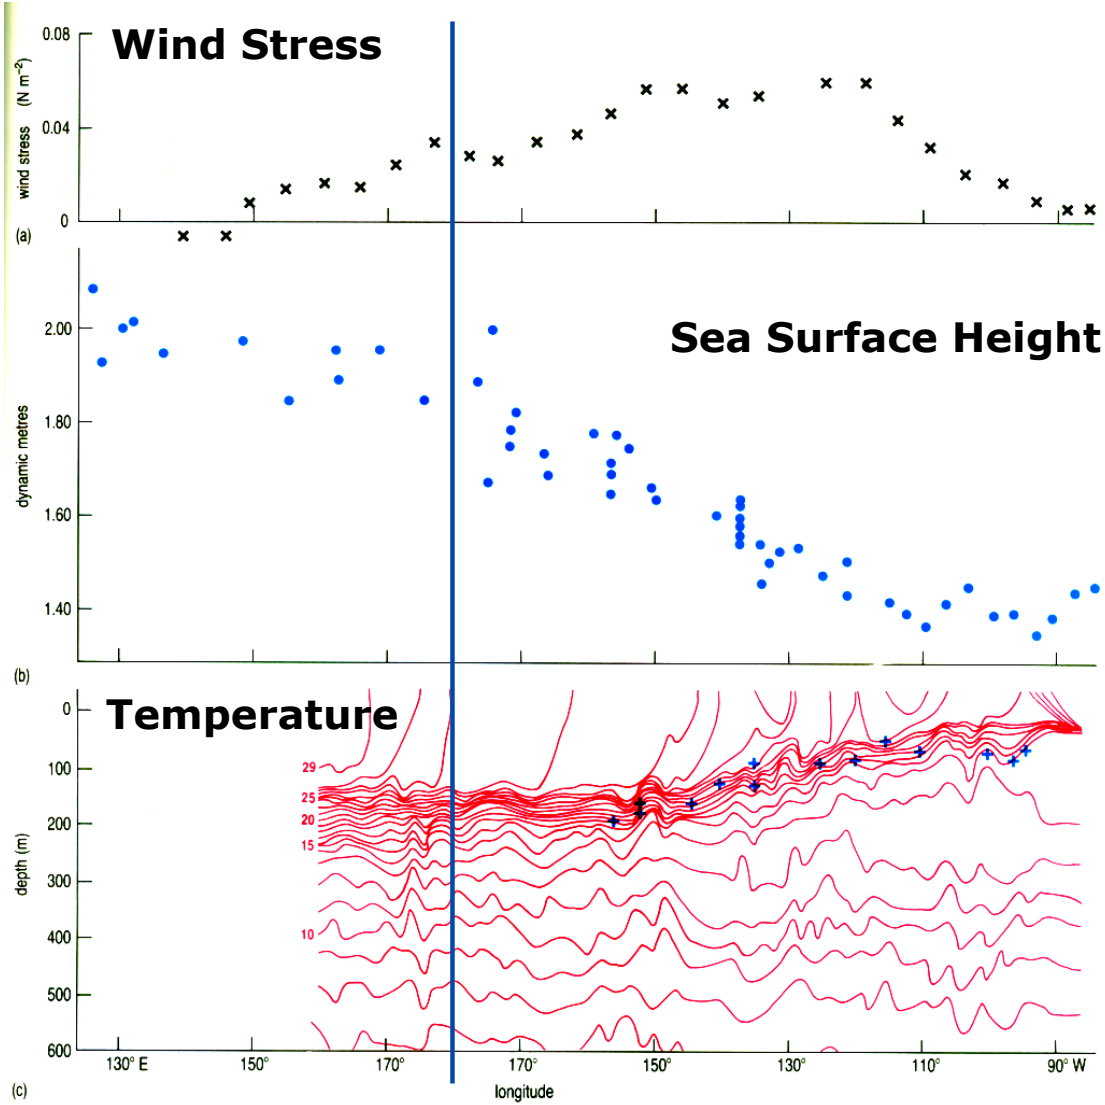 0.08
Wind Stress
wind stress (N m⁻²)
0.04
0
(a)
2.00
Sea Surface Height
1.80
dynamic metres
1.60
1.40
(b)
0
Temperature
29
100
25
200
20
15
depth (m)
300
10
400
500
600
130° E
150°
170°
170°
150°
130°
110°
90° W
(c)
longitude